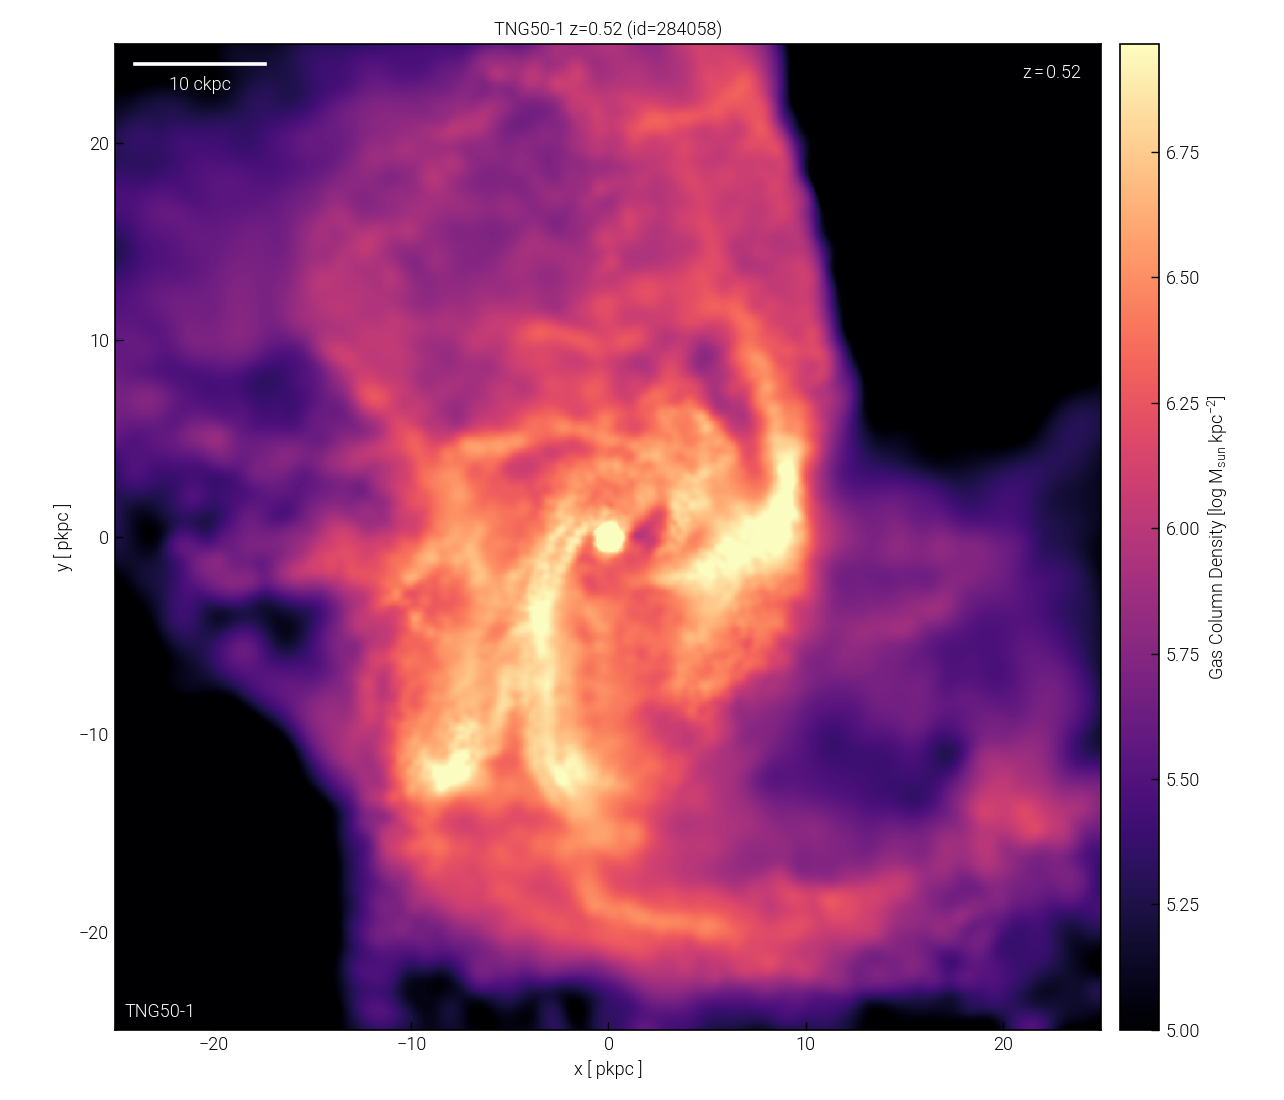 TNG50-1 z=0.52 (id=284058)
10 ckpc
z=0.52
TNG50-1
20
10
0
−10
−20
y [ pkpc ]
−20
−10
0
10
20
x [ pkpc ]
6.75
6.50
6.25
6.00
5.75
5.50
5.25
5.00
Gas Column Density [log M_sun kpc⁻²]